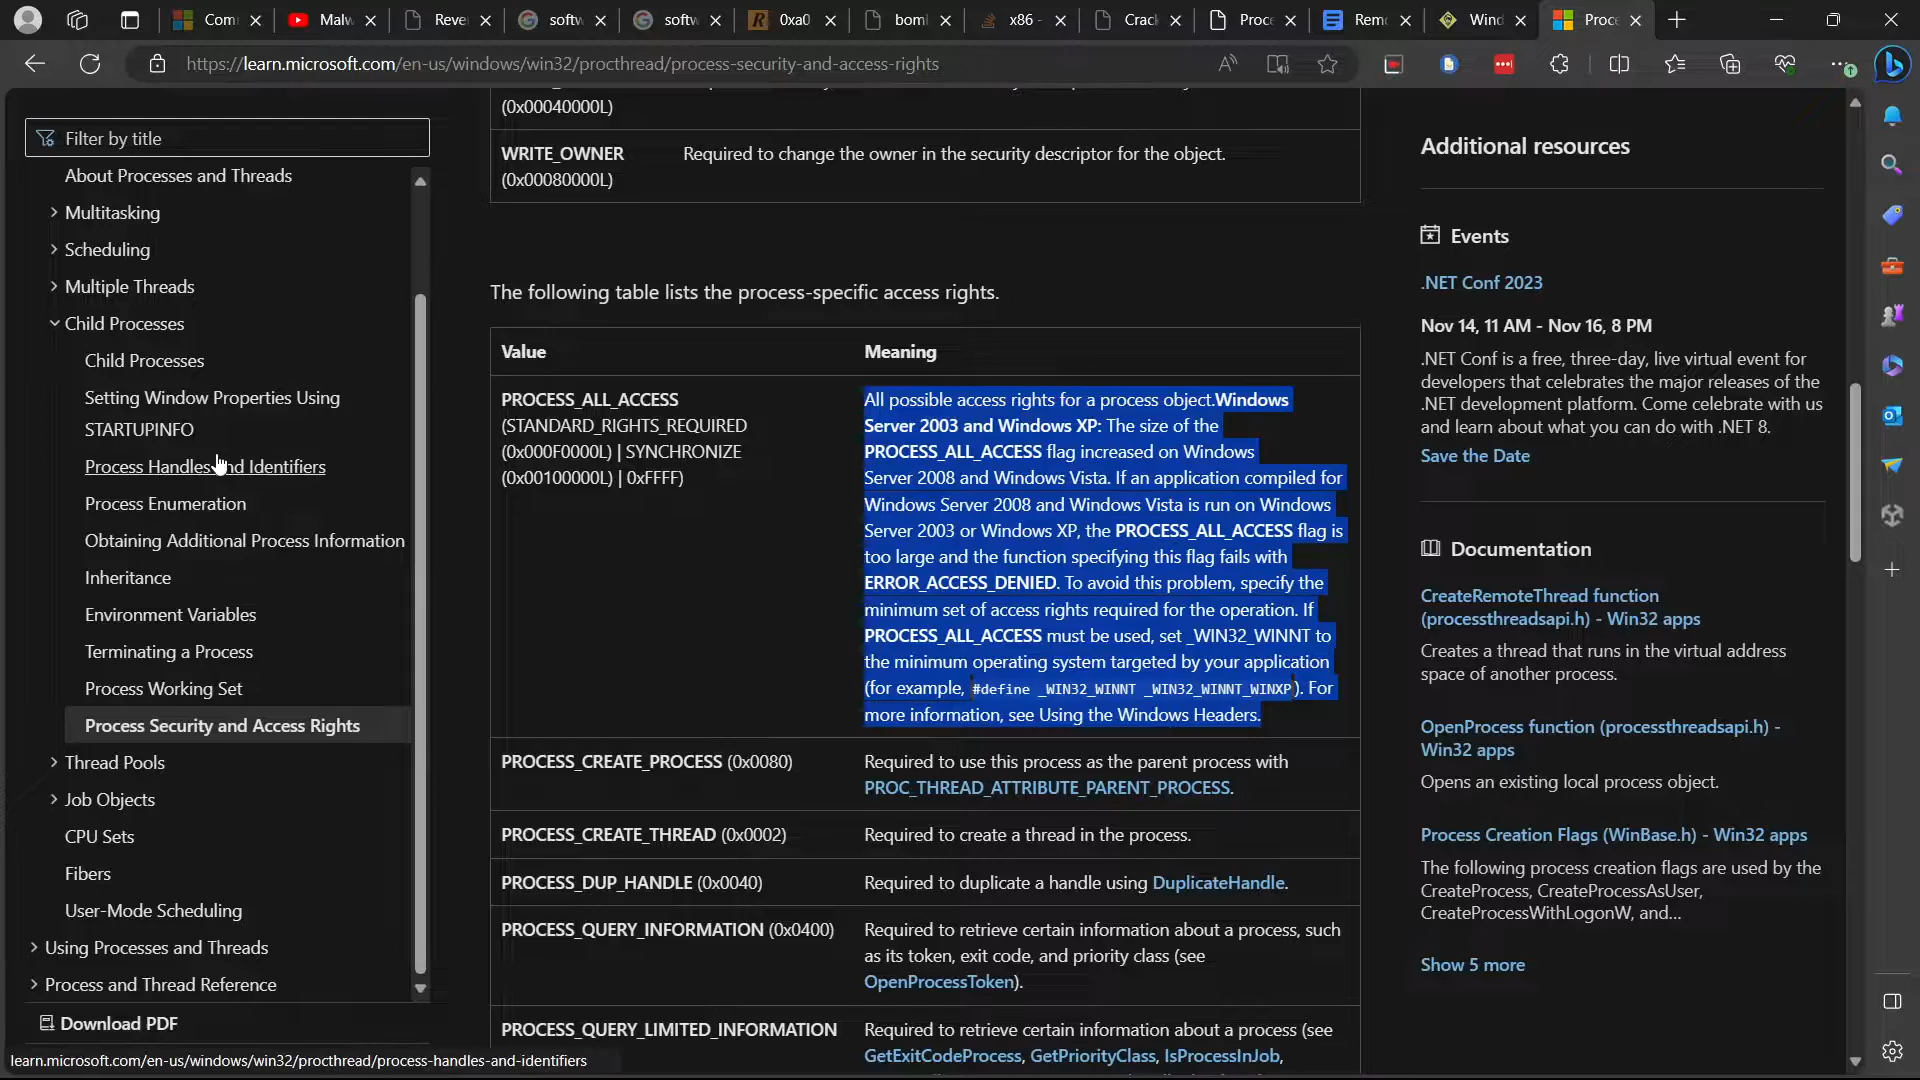 Com
Malw
Reve
softw
softw
0xa0
boml
x86 -
Crac
Proce
Remo
Wind
Proce
https://learn.microsoft.com/en-us/windows/win32/procthread/process-security-and-access-rights
Filter by title
About Processes and Threads
Multitasking
Scheduling
Multiple Threads
Child Processes
Child Processes
Setting Window Properties Using
STARTUPINFO
Process Handles and Identifiers
Process Enumeration
Obtaining Additional Process Information
Inheritance
Environment Variables
Terminating a Process
Process Working Set
Process Security and Access Rights
Thread Pools
Job Objects
CPU Sets
Fibers
User-Mode Scheduling
Using Processes and Threads
Process and Thread Reference
Download PDF
learn.microsoft.com/en-us/windows/win32/procthread/process-handles-and-identifiers
(0x00040000L)
WRITE_OWNER Required to change the owner in the security descriptor for the object.
(0x00080000L)
The following table lists the process-specific access rights.
Value Meaning
PROCESS_ALL_ACCESS
(STANDARD_RIGHTS_REQUIRED
(0x000F0000L) | SYNCHRONIZE
(0x00100000L) | 0xFFFF)
All possible access rights for a process object.Windows
Server 2003 and Windows XP: The size of the
PROCESS_ALL_ACCESS flag increased on Windows
Server 2008 and Windows Vista. If an application compiled for
Windows Server 2008 and Windows Vista is run on Windows
Server 2003 or Windows XP, the PROCESS_ALL_ACCESS flag is
too large and the function specifying this flag fails with
ERROR_ACCESS_DENIED. To avoid this problem, specify the
minimum set of access rights required for the operation. If
PROCESS_ALL_ACCESS must be used, set _WIN32_WINNT to
the minimum operating system targeted by your application
(for example, #define _WIN32_WINNT _WIN32_WINNT_WINXP). For
more information, see Using the Windows Headers.
PROCESS_CREATE_PROCESS (0x0080) Required to use this process as the parent process with
PROC_THREAD_ATTRIBUTE_PARENT_PROCESS.
PROCESS_CREATE_THREAD (0x0002) Required to create a thread in the process.
PROCESS_DUP_HANDLE (0x0040) Required to duplicate a handle using DuplicateHandle.
PROCESS_QUERY_INFORMATION (0x0400) Required to retrieve certain information about a process, such
as its token, exit code, and priority class (see
OpenProcessToken).
PROCESS_QUERY_LIMITED_INFORMATION Required to retrieve certain information about a process (see
GetExitCodeProcess, GetPriorityClass, IsProcessInJob,
Additional resources
Events
.NET Conf 2023
Nov 14, 11 AM - Nov 16, 8 PM
.NET Conf is a free, three-day, live virtual event for
developers that celebrates the major releases of the
.NET development platform. Come celebrate with us
and learn about what you can do with .NET 8.
Save the Date
Documentation
CreateRemoteThread function
(processthreadsapi.h) - Win32 apps
Creates a thread that runs in the virtual address
space of another process.
OpenProcess function (processthreadsapi.h) -
Win32 apps
Opens an existing local process object.
Process Creation Flags (WinBase.h) - Win32 apps
The following process creation flags are used by the
CreateProcess, CreateProcessAsUser,
CreateProcessWithLogonW, and...
Show 5 more